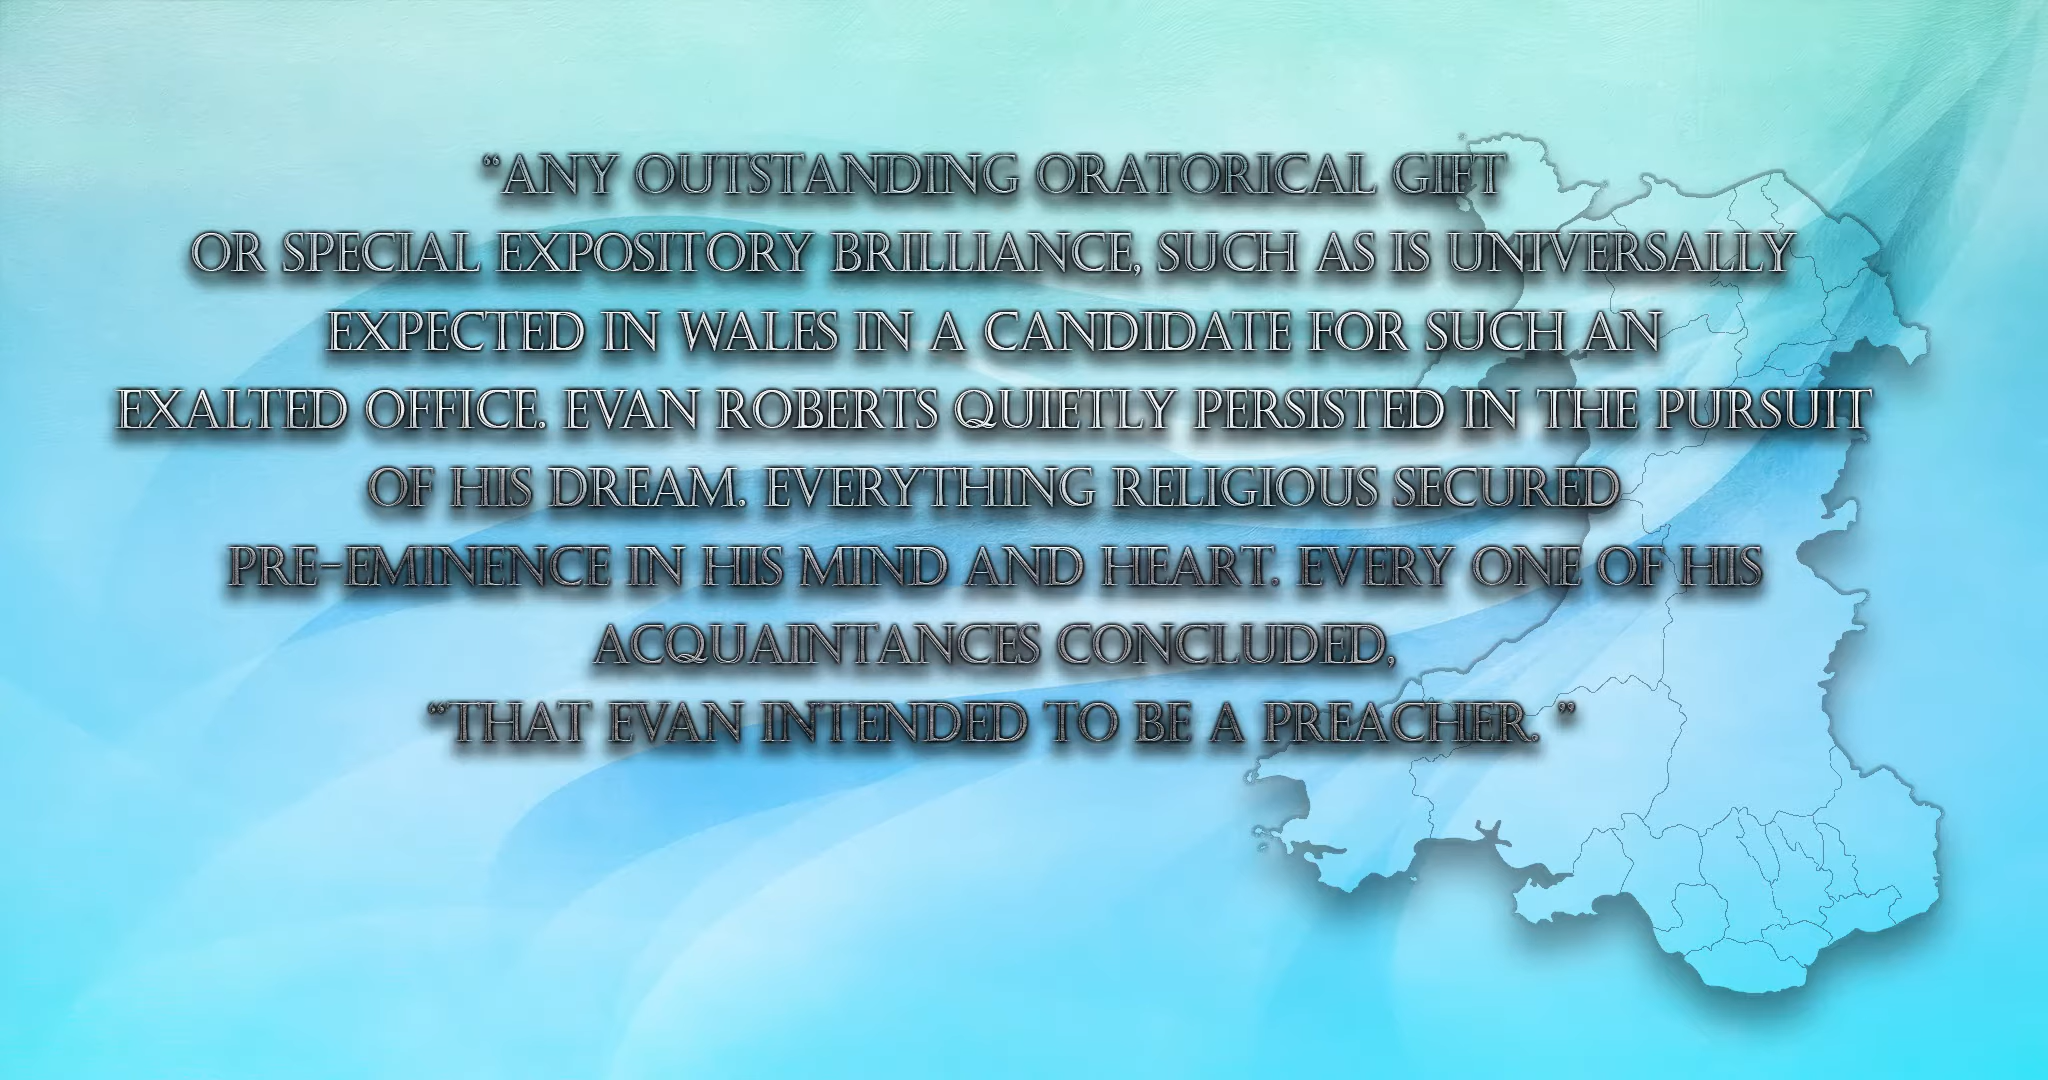 “ANY OUTSTANDING ORATORICAL GIFT
OR SPECIAL EXPOSITORY BRILLIANCE, SUCH AS IS UNIVERSALLY
EXPECTED IN WALES IN A CANDIDATE FOR SUCH AN
EXALTED OFFICE. EVAN ROBERTS QUIETLY PERSISTED IN THE PURSUIT
OF HIS DREAM. EVERYTHING RELIGIOUS SECURED
PRE-EMINENCE IN HIS MIND AND HEART. EVERY ONE OF HIS
ACQUAINTANCES CONCLUDED,
“THAT EVAN INTENDED TO BE A PREACHER. ”